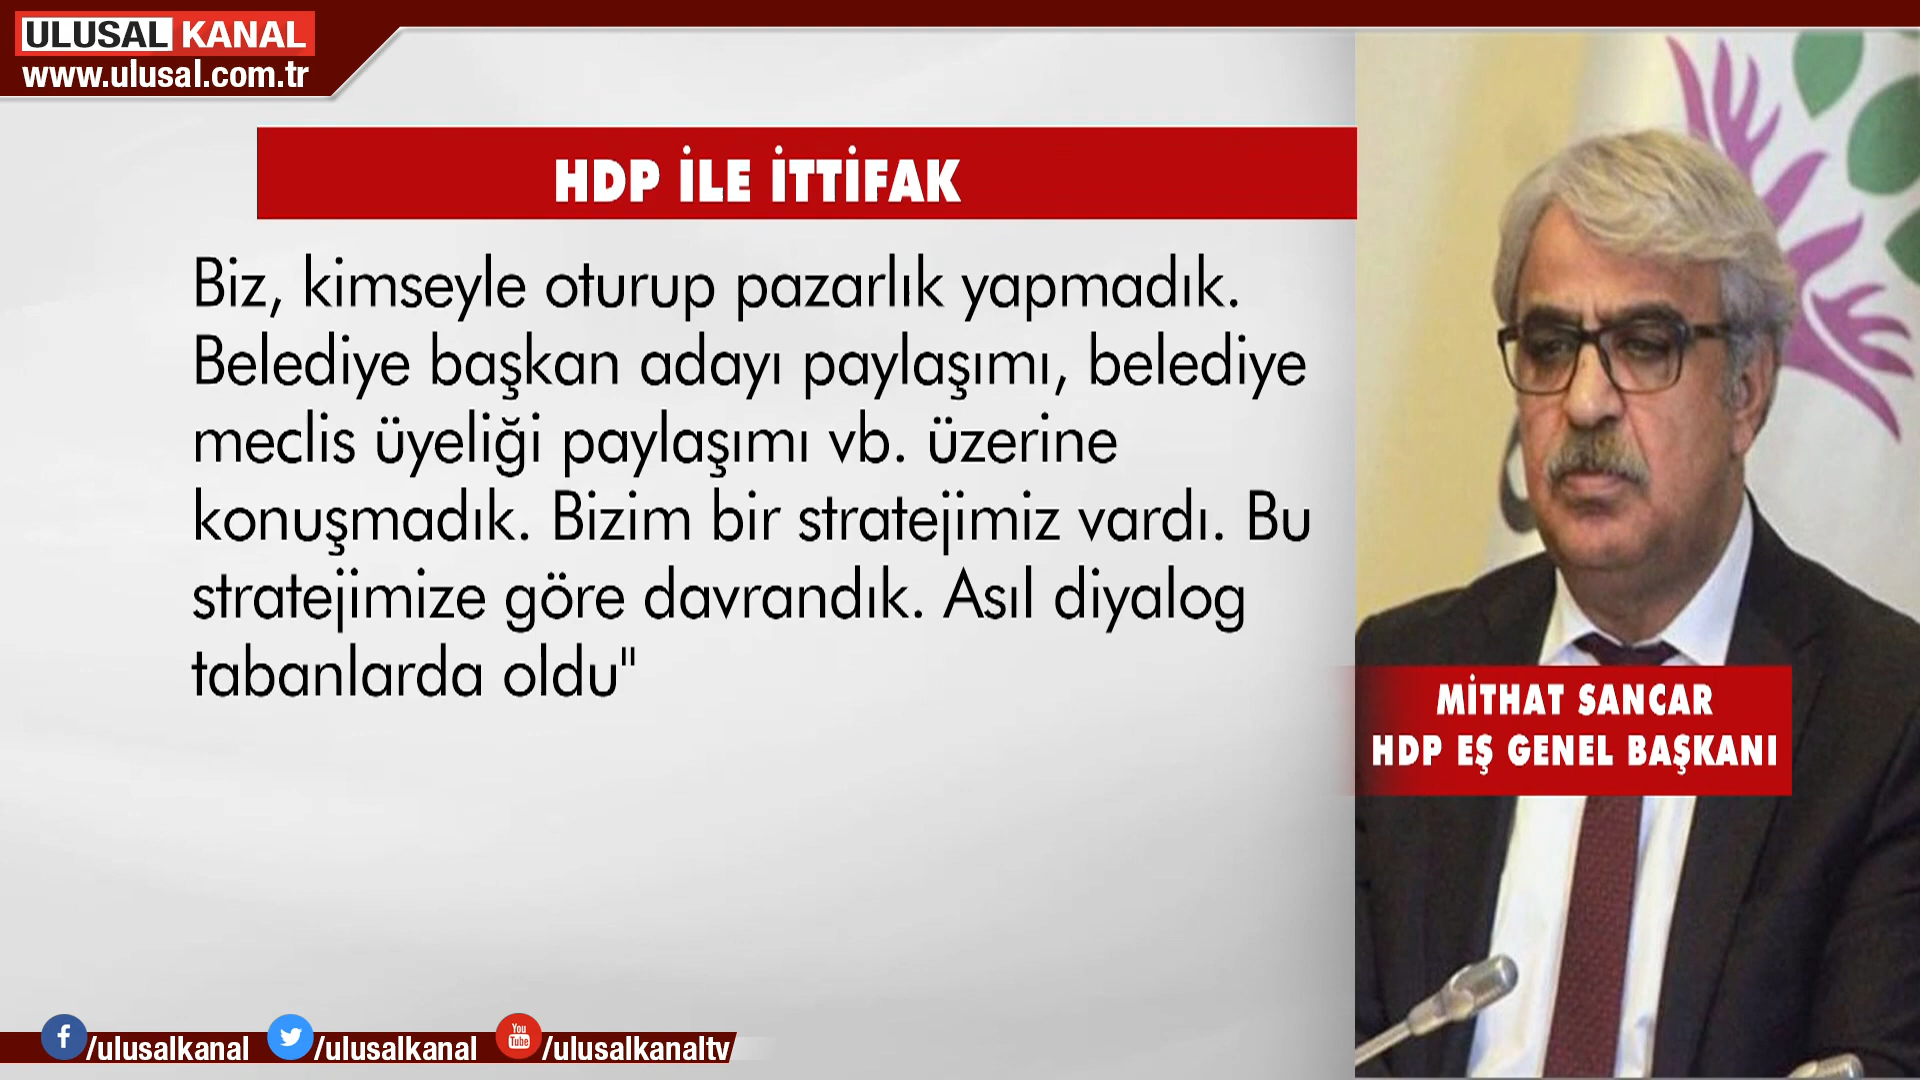 ULUSAL KANAL
www.ulusal.com.tr
HDP İLE İTTİFAK
Biz, kimseyle oturup pazarlık yapmadık.
Belediye başkan adayı paylaşımı, belediye
meclis üyeliği paylaşımı vb. üzerine
konuşmadık. Bizim bir stratejimiz vardı. Bu
stratejimize göre davrandık. Asıl diyalog
tabanlarda oldu"
MİTHAT SANCAR
HDP EŞ GENEL BAŞKANI
/ulusalkanal /ulusalkanal You Tube /ulusalkanaltv